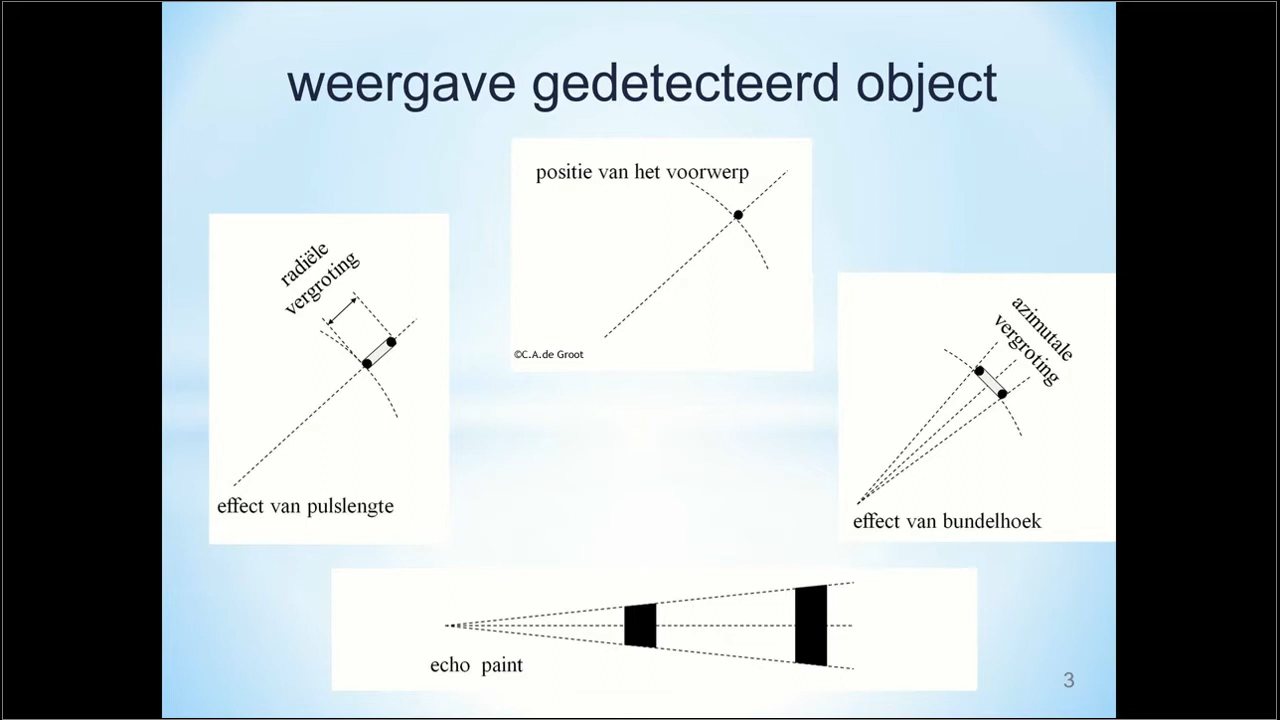 weergave gedetecteerd object
positie van het voorwerp
©C.A.de Groot
radiële
vergroting
effect van pulslengte
azimutale
vergroting
effect van bundelhoek
echo paint
3